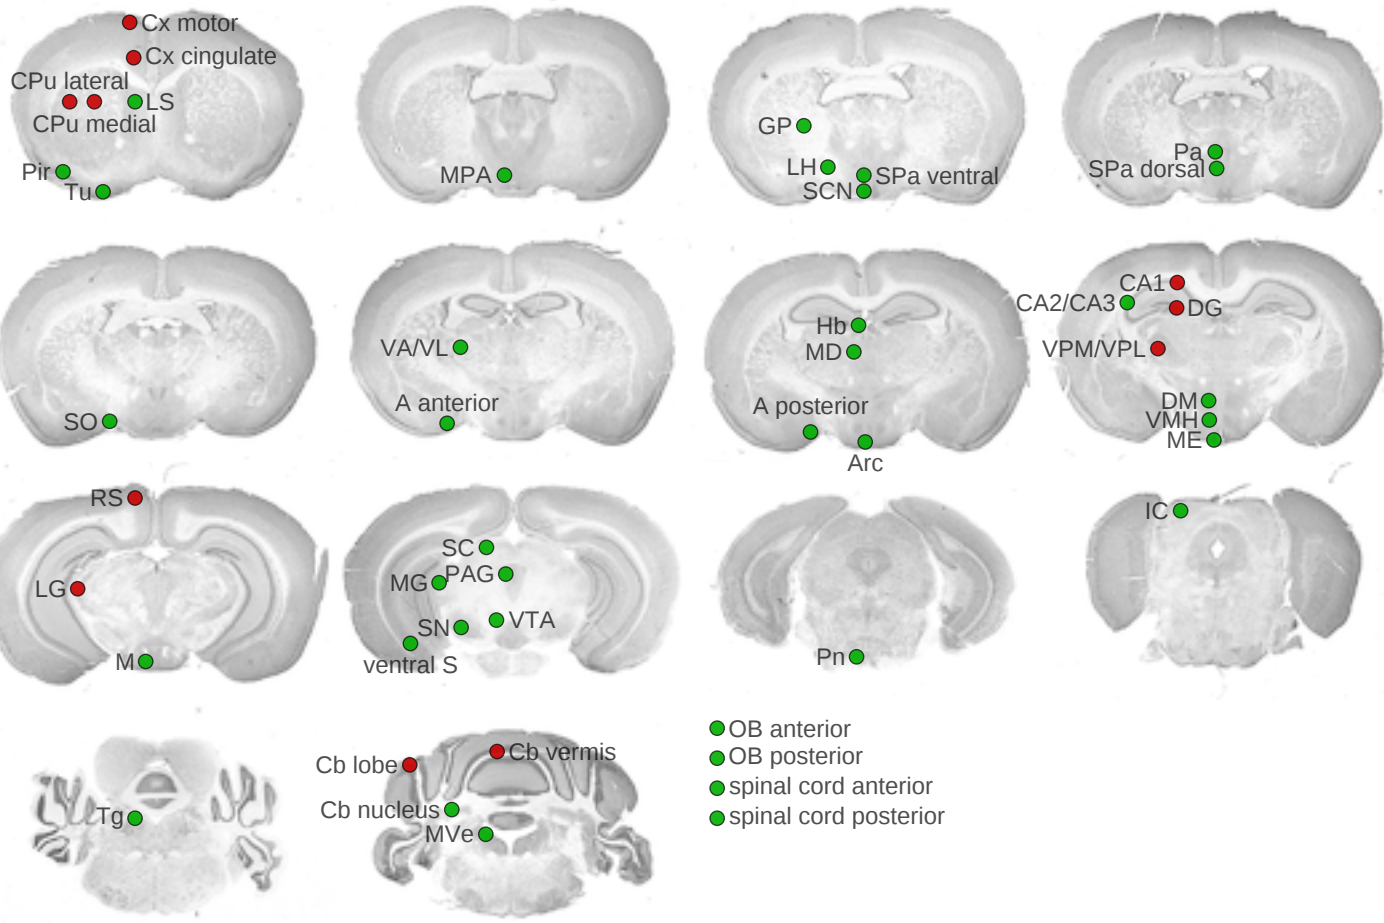 Cx motor
Cx cingulate
CPu lateral
LS
CPu medial
Pir
Tu
MPA
GP
LH
SPa ventral
SCN
Pa
SPa dorsal
SO
VA/VL
A anterior
Hb
MD
A posterior
Arc
CA1
CA2/CA3
DG
VPM/VPL
DM
VMH
ME
RS
LG
M
SC
MG
PAG
SN
VTA
ventral S
Pn
IC
Tg
Cb lobe
Cb vermis
Cb nucleus
MVe
OB anterior
OB posterior
spinal cord anterior
spinal cord posterior